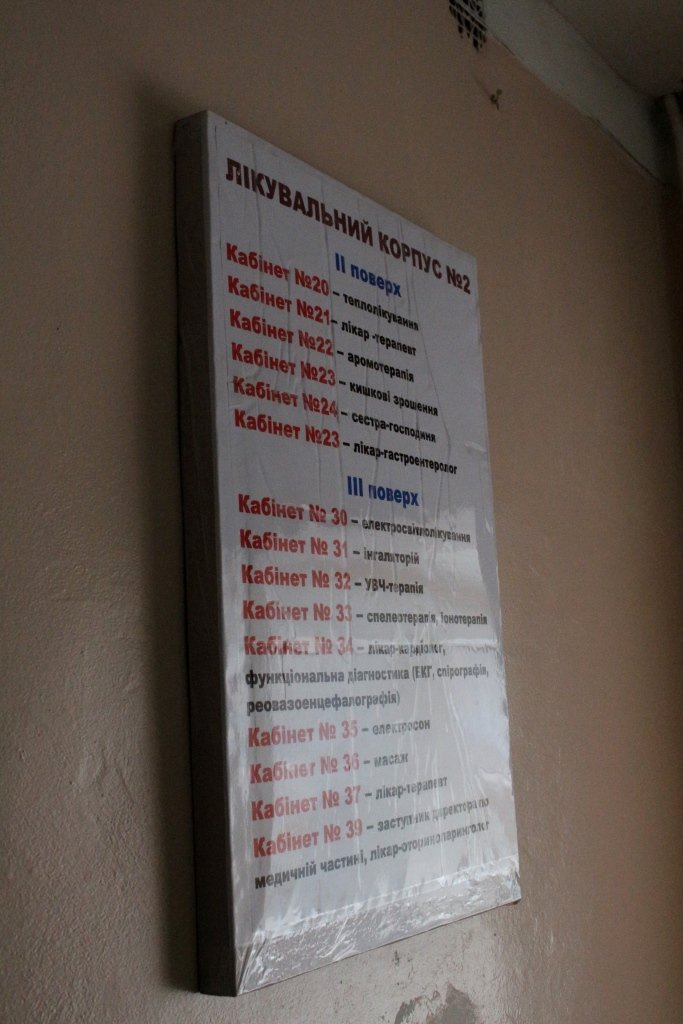 ЛІКУВАЛЬНИЙ КОРПУС №2
ІІ поверх
Кабінет №20 – теплолікування
Кабінет №21– лікар -терапевт
Кабінет №22 – аромотерапія
Кабінет №23 – кишкові зрошення
Кабінет №24 – сестра-господиня
Кабінет №23 – лікар-гастроентеролог
ІІІ поверх
Кабінет № 30 – електросвітлолікування
Кабінет № 31 – інгаляторій
Кабінет № 32 – УВЧ-терапія
Кабінет № 33 – спелеотерапія, іонотерапія
Кабінет № 34 – лікар-кардіолог,
функціональна діагностика (ЕКГ, спірографія,
реовазоенцефалографія)
Кабінет № 35 – електросон
Кабінет № 36 – масаж
Кабінет № 37 – лікар-терапевт
Кабінет № 39 – заступник директора по
медичній частині, лікар-оториноларинголог